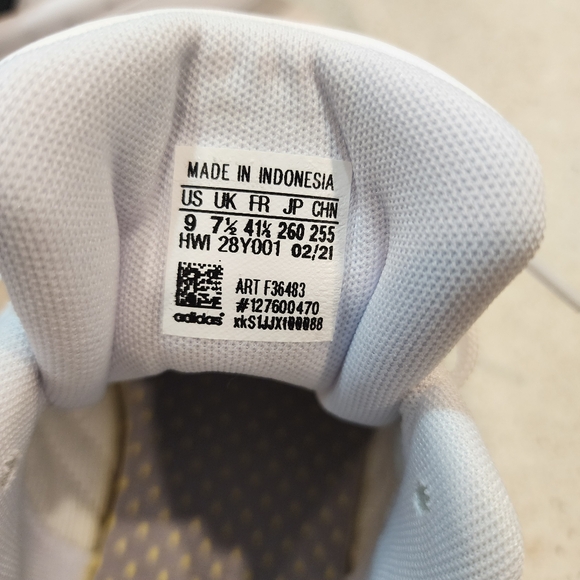 MADE IN INDONESIA
US UK FR JP CHN
9 7½ 41⅓ 260 255
HWI 28Y001 02/21
ART F36483
#127600470
adidas